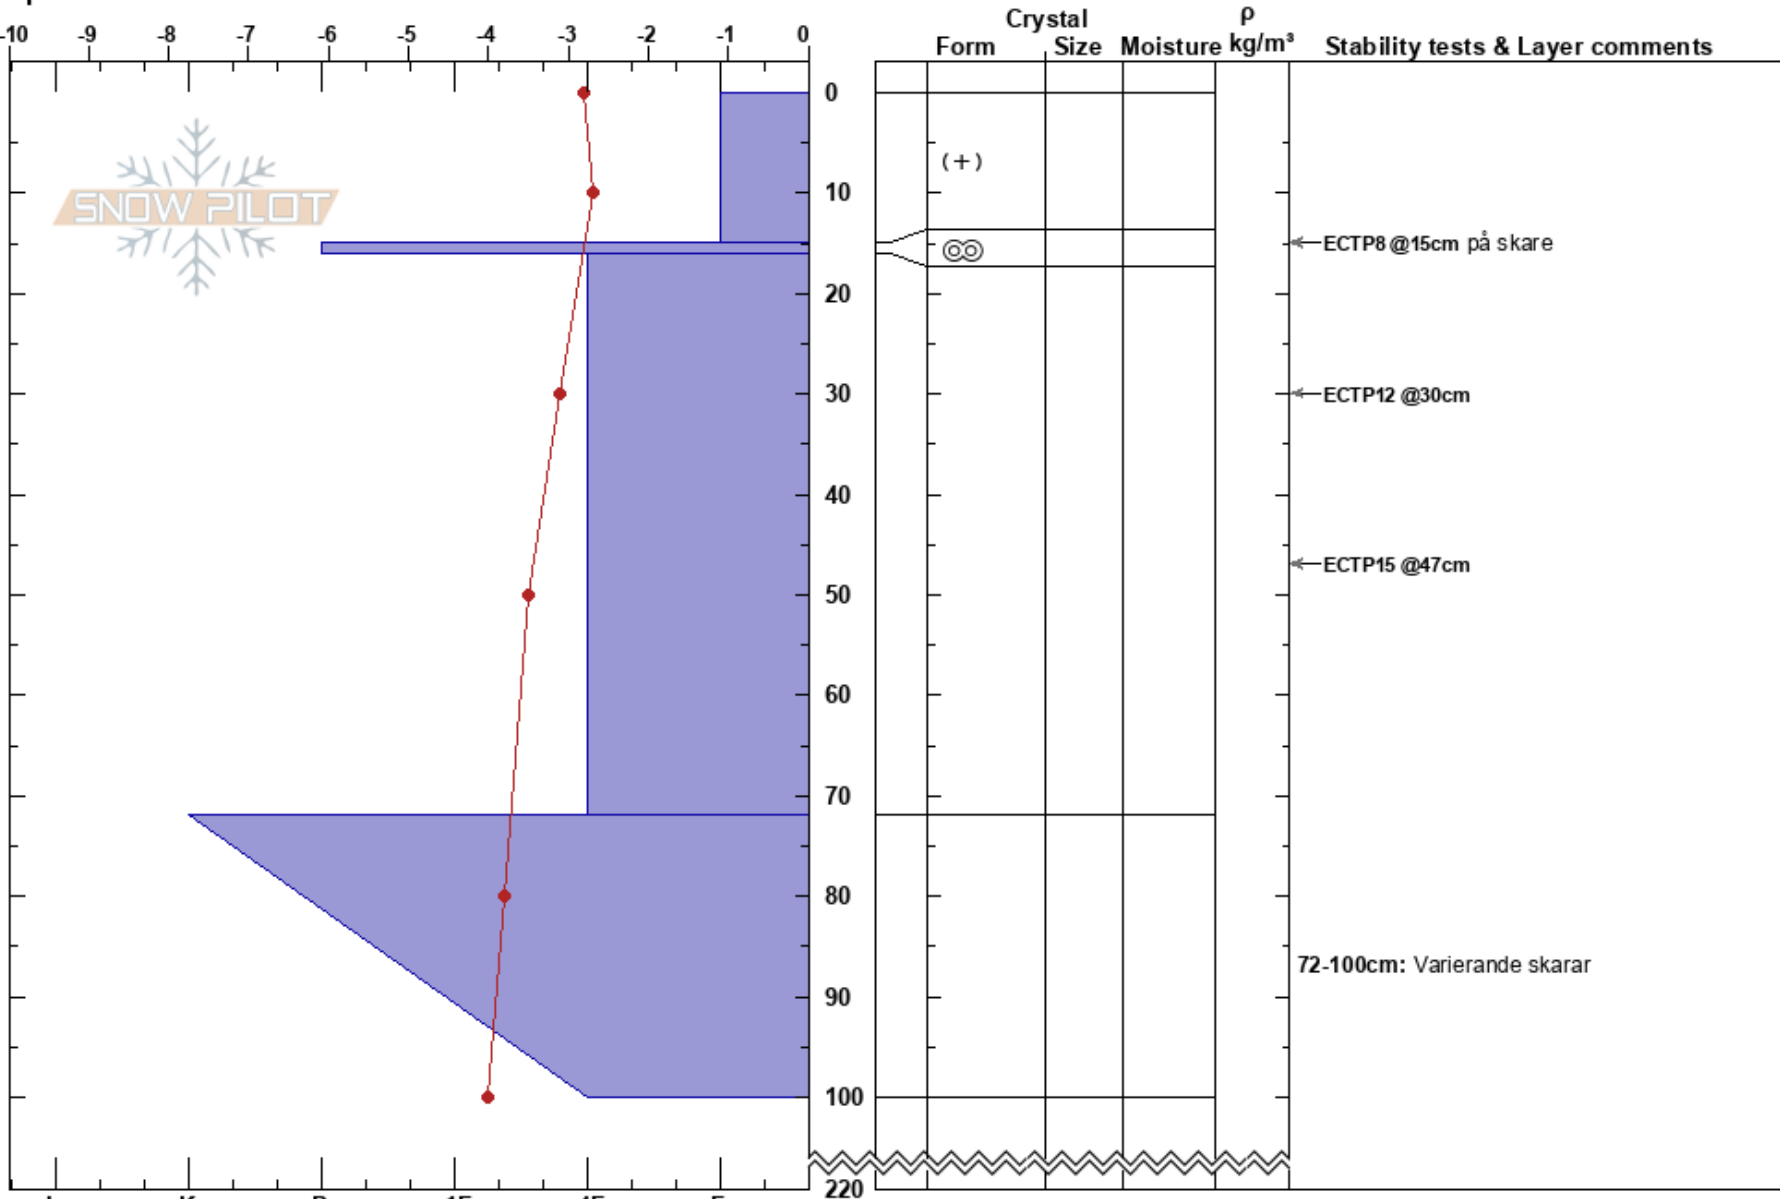 Crystal ρ
-10 -9 -8 -7 -6 -5 -4 -3 -2 -1 0 Form Size Moisture kg/m³ Stability tests & Layer comments
0
SNOW PILOT
(+)
10
ECTP8 @15cm på skare
20
30 ECTP12 @30cm
40
ECTP15 @47cm
50
60
70
80
72-100cm: Varierande skarar
90
100
220